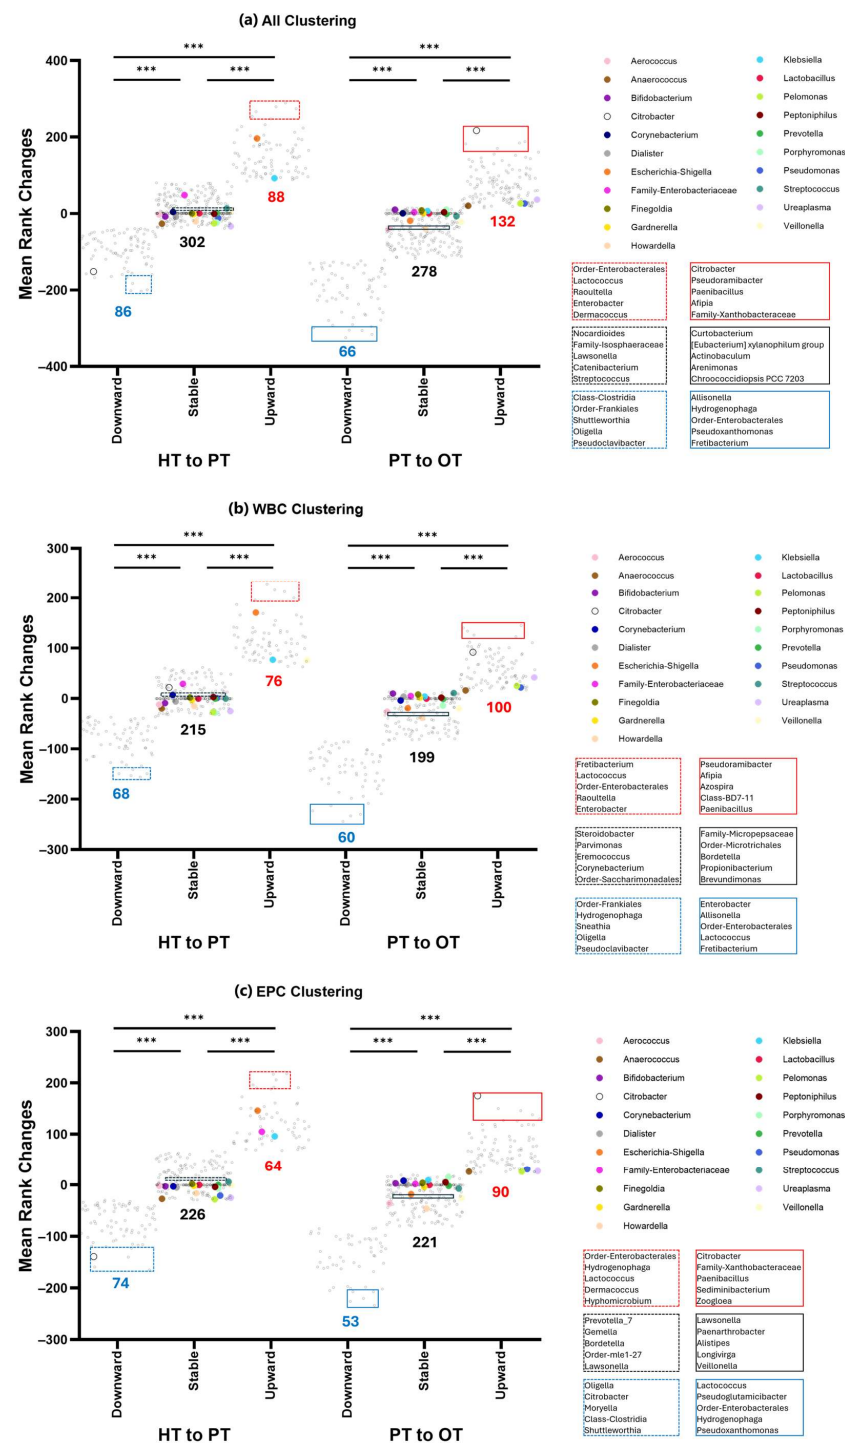 (a) All Clustering
***
***
***
***
***
***
Mean Rank Changes
400
200
0
–200
–400
302
88
86
278
132
66
Downward
Stable
Upward
Downward
Stable
Upward
HT to PT
PT to OT
Aerococcus
Anaerococcus
Bifidobacterium
Citrobacter
Corynebacterium
Dialister
Escherichia-Shigella
Family-Enterobacteriaceae
Finegoldia
Gardnerella
Howardella
Klebsiella
Lactobacillus
Pelomonas
Peptoniphilus
Prevotella
Porphyromonas
Pseudomonas
Streptococcus
Ureaplasma
Veillonella
Order-Enterobacterales
Lactococcus
Raoultella
Enterobacter
Dermacoccus
Citrobacter
Pseudoramibacter
Paenibacillus
Afipia
Family-Xanthobacteraceae
Nocardioides
Family-Isosphaeraceae
Lawsonella
Catenibacterium
Streptococcus
Curtobacterium
[Eubacterium] xylanophilum group
Actinobaculum
Arenimonas
Chroococcidiopsis PCC 7203
Class-Clostridia
Order-Frankiales
Shuttleworthia
Oligella
Pseudoclavibacter
Allisonella
Hydrogenophaga
Order-Enterobacterales
Pseudoxanthomonas
Fretibacterium
(b) WBC Clustering
***
***
***
***
***
***
Mean Rank Changes
300
200
100
0
–100
–200
–300
215
76
68
199
100
60
Downward
Stable
Upward
Downward
Stable
Upward
HT to PT
PT to OT
Aerococcus
Anaerococcus
Bifidobacterium
Citrobacter
Corynebacterium
Dialister
Escherichia-Shigella
Family-Enterobacteriaceae
Finegoldia
Gardnerella
Howardella
Klebsiella
Lactobacillus
Pelomonas
Peptoniphilus
Porphyromonas
Prevotella
Pseudomonas
Streptococcus
Ureaplasma
Veillonella
Fretibacterium
Lactococcus
Order-Enterobacterales
Raoultella
Enterobacter
Pseudoramibacter
Afipia
Azospira
Class-BD7-11
Paenibacillus
Steroidobacter
Parvimonas
Eremococcus
Corynebacterium
Order-Saccharimonadales
Family-Micropepsaceae
Order-Microtrichales
Bordetella
Propionibacterium
Brevundimonas
Order-Frankiales
Hydrogenophaga
Sneathia
Oligella
Pseudoclavibacter
Enterobacter
Allisonella
Order-Enterobacterales
Lactococcus
Fretibacterium
(c) EPC Clustering
***
***
***
***
***
***
Mean Rank Changes
300
200
100
0
–100
–200
–300
226
64
74
221
90
53
Downward
Stable
Upward
Downward
Stable
Upward
HT to PT
PT to OT
Aerococcus
Anaerococcus
Bifidobacterium
Citrobacter
Corynebacterium
Dialister
Escherichia-Shigella
Family-Enterobacteriaceae
Finegoldia
Gardnerella
Howardella
Klebsiella
Lactobacillus
Pelomonas
Peptoniphilus
Porphyromonas
Prevotella
Pseudomonas
Streptococcus
Ureaplasma
Veillonella
Order-Enterobacterales
Hydrogenophaga
Lactococcus
Dermacoccus
Hyphomicrobium
Citrobacter
Family-Xanthobacteraceae
Paenibacillus
Sediminibacterium
Zoogloea
Prevotella_7
Gemella
Bordetella
Order-mle1-27
Lawsonella
Lawsonella
Paenarthrobacter
Alistipes
Longivirga
Veillonella
Oligella
Citrobacter
Moryella
Class-Clostridia
Shuttleworthia
Lactococcus
Pseudoglutamicibacter
Order-Enterobacterales
Hydrogenophaga
Pseudoxanthomonas